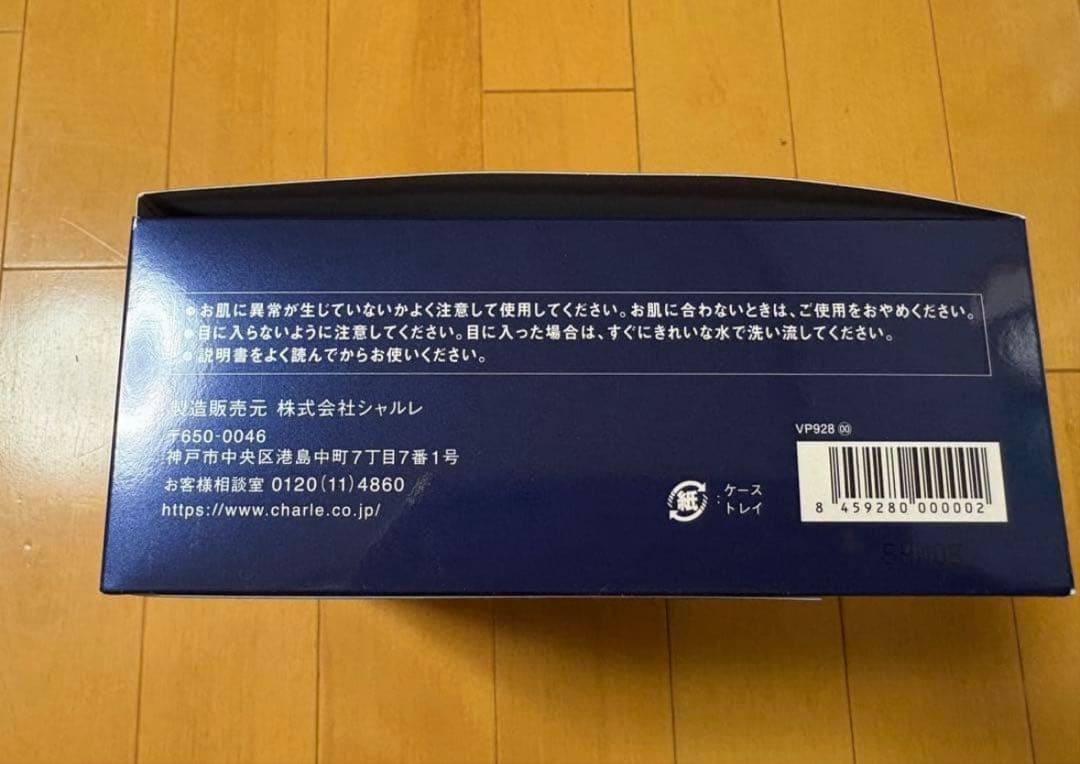 ●お肌に異常が生じていないかよく注意して使用してください。お肌に合わないときは、ご使用をおやめください。
●目に入らないように注意してください。目に入った場合は、すぐにきれいな水で洗い流してください。
●説明書をよく読んでからお使いください。
製造販売元 株式会社シャルレ
〒650-0046
神戸市中央区港島中町7丁目7番1号
お客様相談室 0120(11)4860
https://www.charle.co.jp/
紙:ケース
トレイ
VP928 00
8 459280 000002